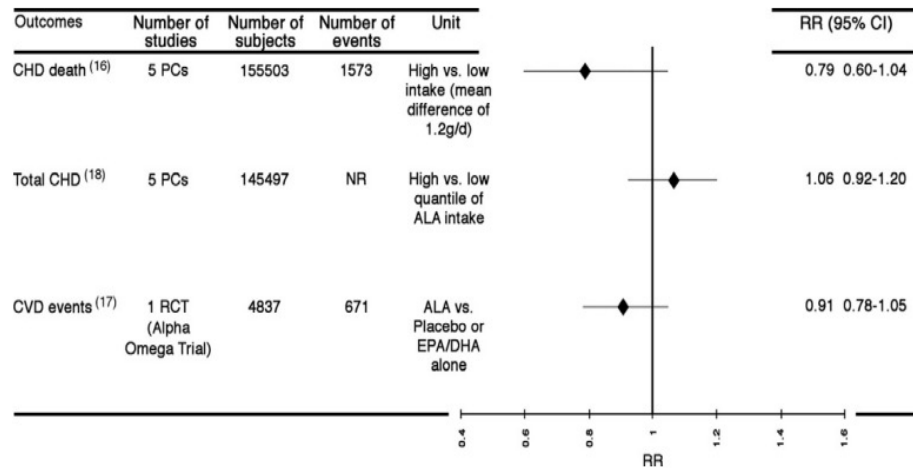 Outcomes Number of studies Number of subjects Number of events Unit RR (95% CI)
CHD death (16) 5 PCs 155503 1573 High vs. low 0.79 0.60-1.04
intake (mean
difference of
1.2g/d)
Total CHD (18) 5 PCs 145497 NR High vs. low 1.06 0.92-1.20
quantile of
ALA intake
CVD events (17) 1 RCT 4837 671 ALA vs. 0.91 0.78-1.05
(Alpha Placebo or
Omega Trial) EPA/DHA
alone
0.4 0.6 0.8 1 1.2 1.4 1.6
RR